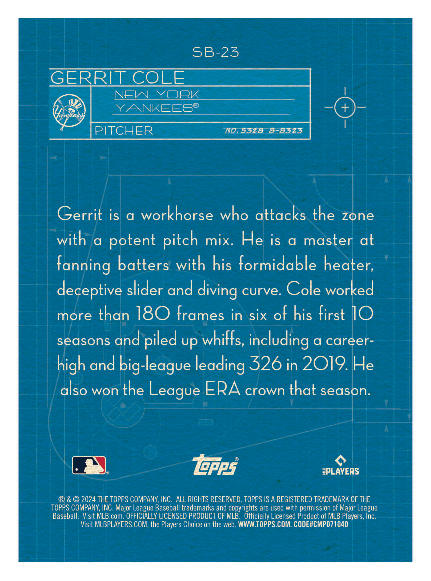 SB-23
GERRIT COLE
NEW YORK
YANKEES®
PITCHER
NO. 5328 B-8323
Gerrit is a workhorse who attacks the zone
with a potent pitch mix. He is a master at
fanning batters with his formidable heater,
deceptive slider and diving curve. Cole worked
more than 180 frames in six of his first 10
seasons and piled up whiffs, including a career-
high and big-league leading 326 in 2019. He
also won the League ERA crown that season.
Topps®
PLAYERS
® & © 2024 THE TOPPS COMPANY, INC. ALL RIGHTS RESERVED. TOPPS IS A REGISTERED TRADEMARK OF THE
TOPPS COMPANY, INC. Major League Baseball trademarks and copyrights are used with permission of Major League
Baseball. Visit MLB.com. OFFICIALLY LICENSED PRODUCT OF MLB. Officially Licensed Product of MLB Players, Inc.
Visit MLBPLAYERS.COM, the Players Choice on the web. WWW.TOPPS.COM. CODE#CMP071040